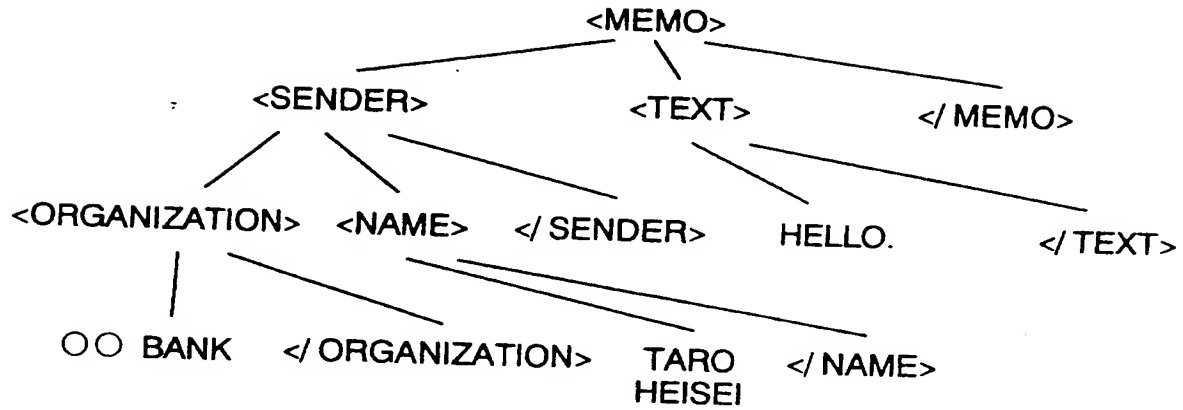 <MEMO>
<SENDER> <TEXT> </ MEMO>
<ORGANIZATION> <NAME> </ SENDER> HELLO. </ TEXT>
○○ BANK </ ORGANIZATION> TARO </ NAME>
HEISEI